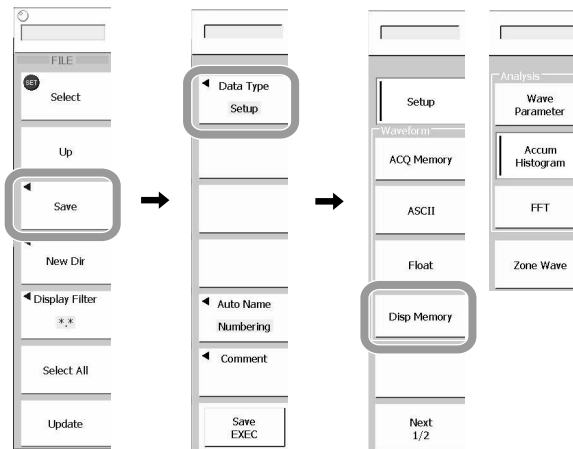 FILE
SET
Select
Up
Save
New Dir
Display Filter
*.*
Select All
Update
Data Type
Setup
Auto Name
Numbering
Comment
Save
EXEC
Setup
Waveform
ACQ Memory
ASCII
Float
Disp Memory
Next
1/2
Analysis
Wave
Parameter
Accum
Histogram
FFT
Zone Wave